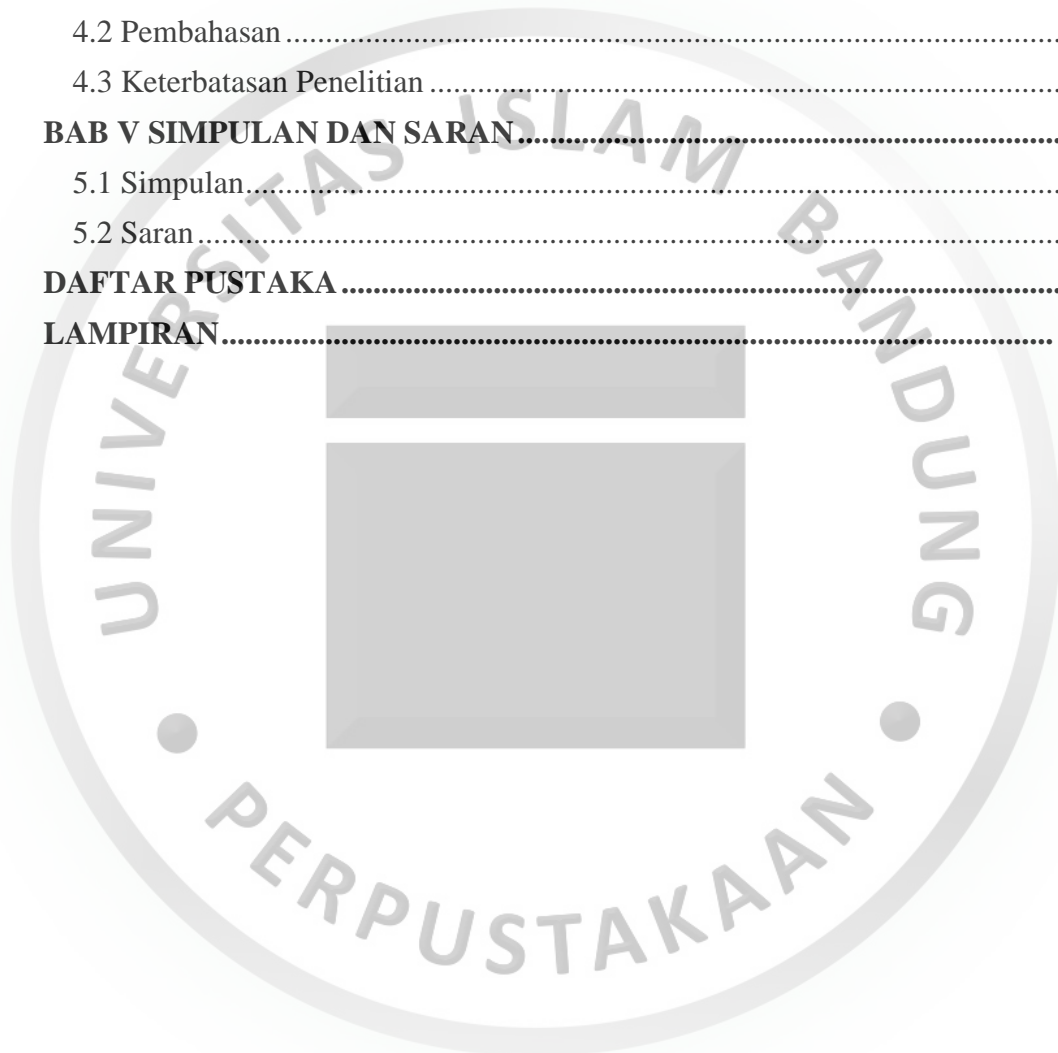 4.2 Pembahasan ........................................................................................................
4.3 Keterbatasan Penelitian ......................................................................................
BAB V SIMPULAN DAN SARAN ......................................................................
5.1 Simpulan.............................................................................................................
5.2 Saran ...................................................................................................................
DAFTAR PUSTAKA ............................................................................................
LAMPIRAN...........................................................................................................
UNIVERSITAS ISLAM BANDUNG
PERPUSTAKAAN